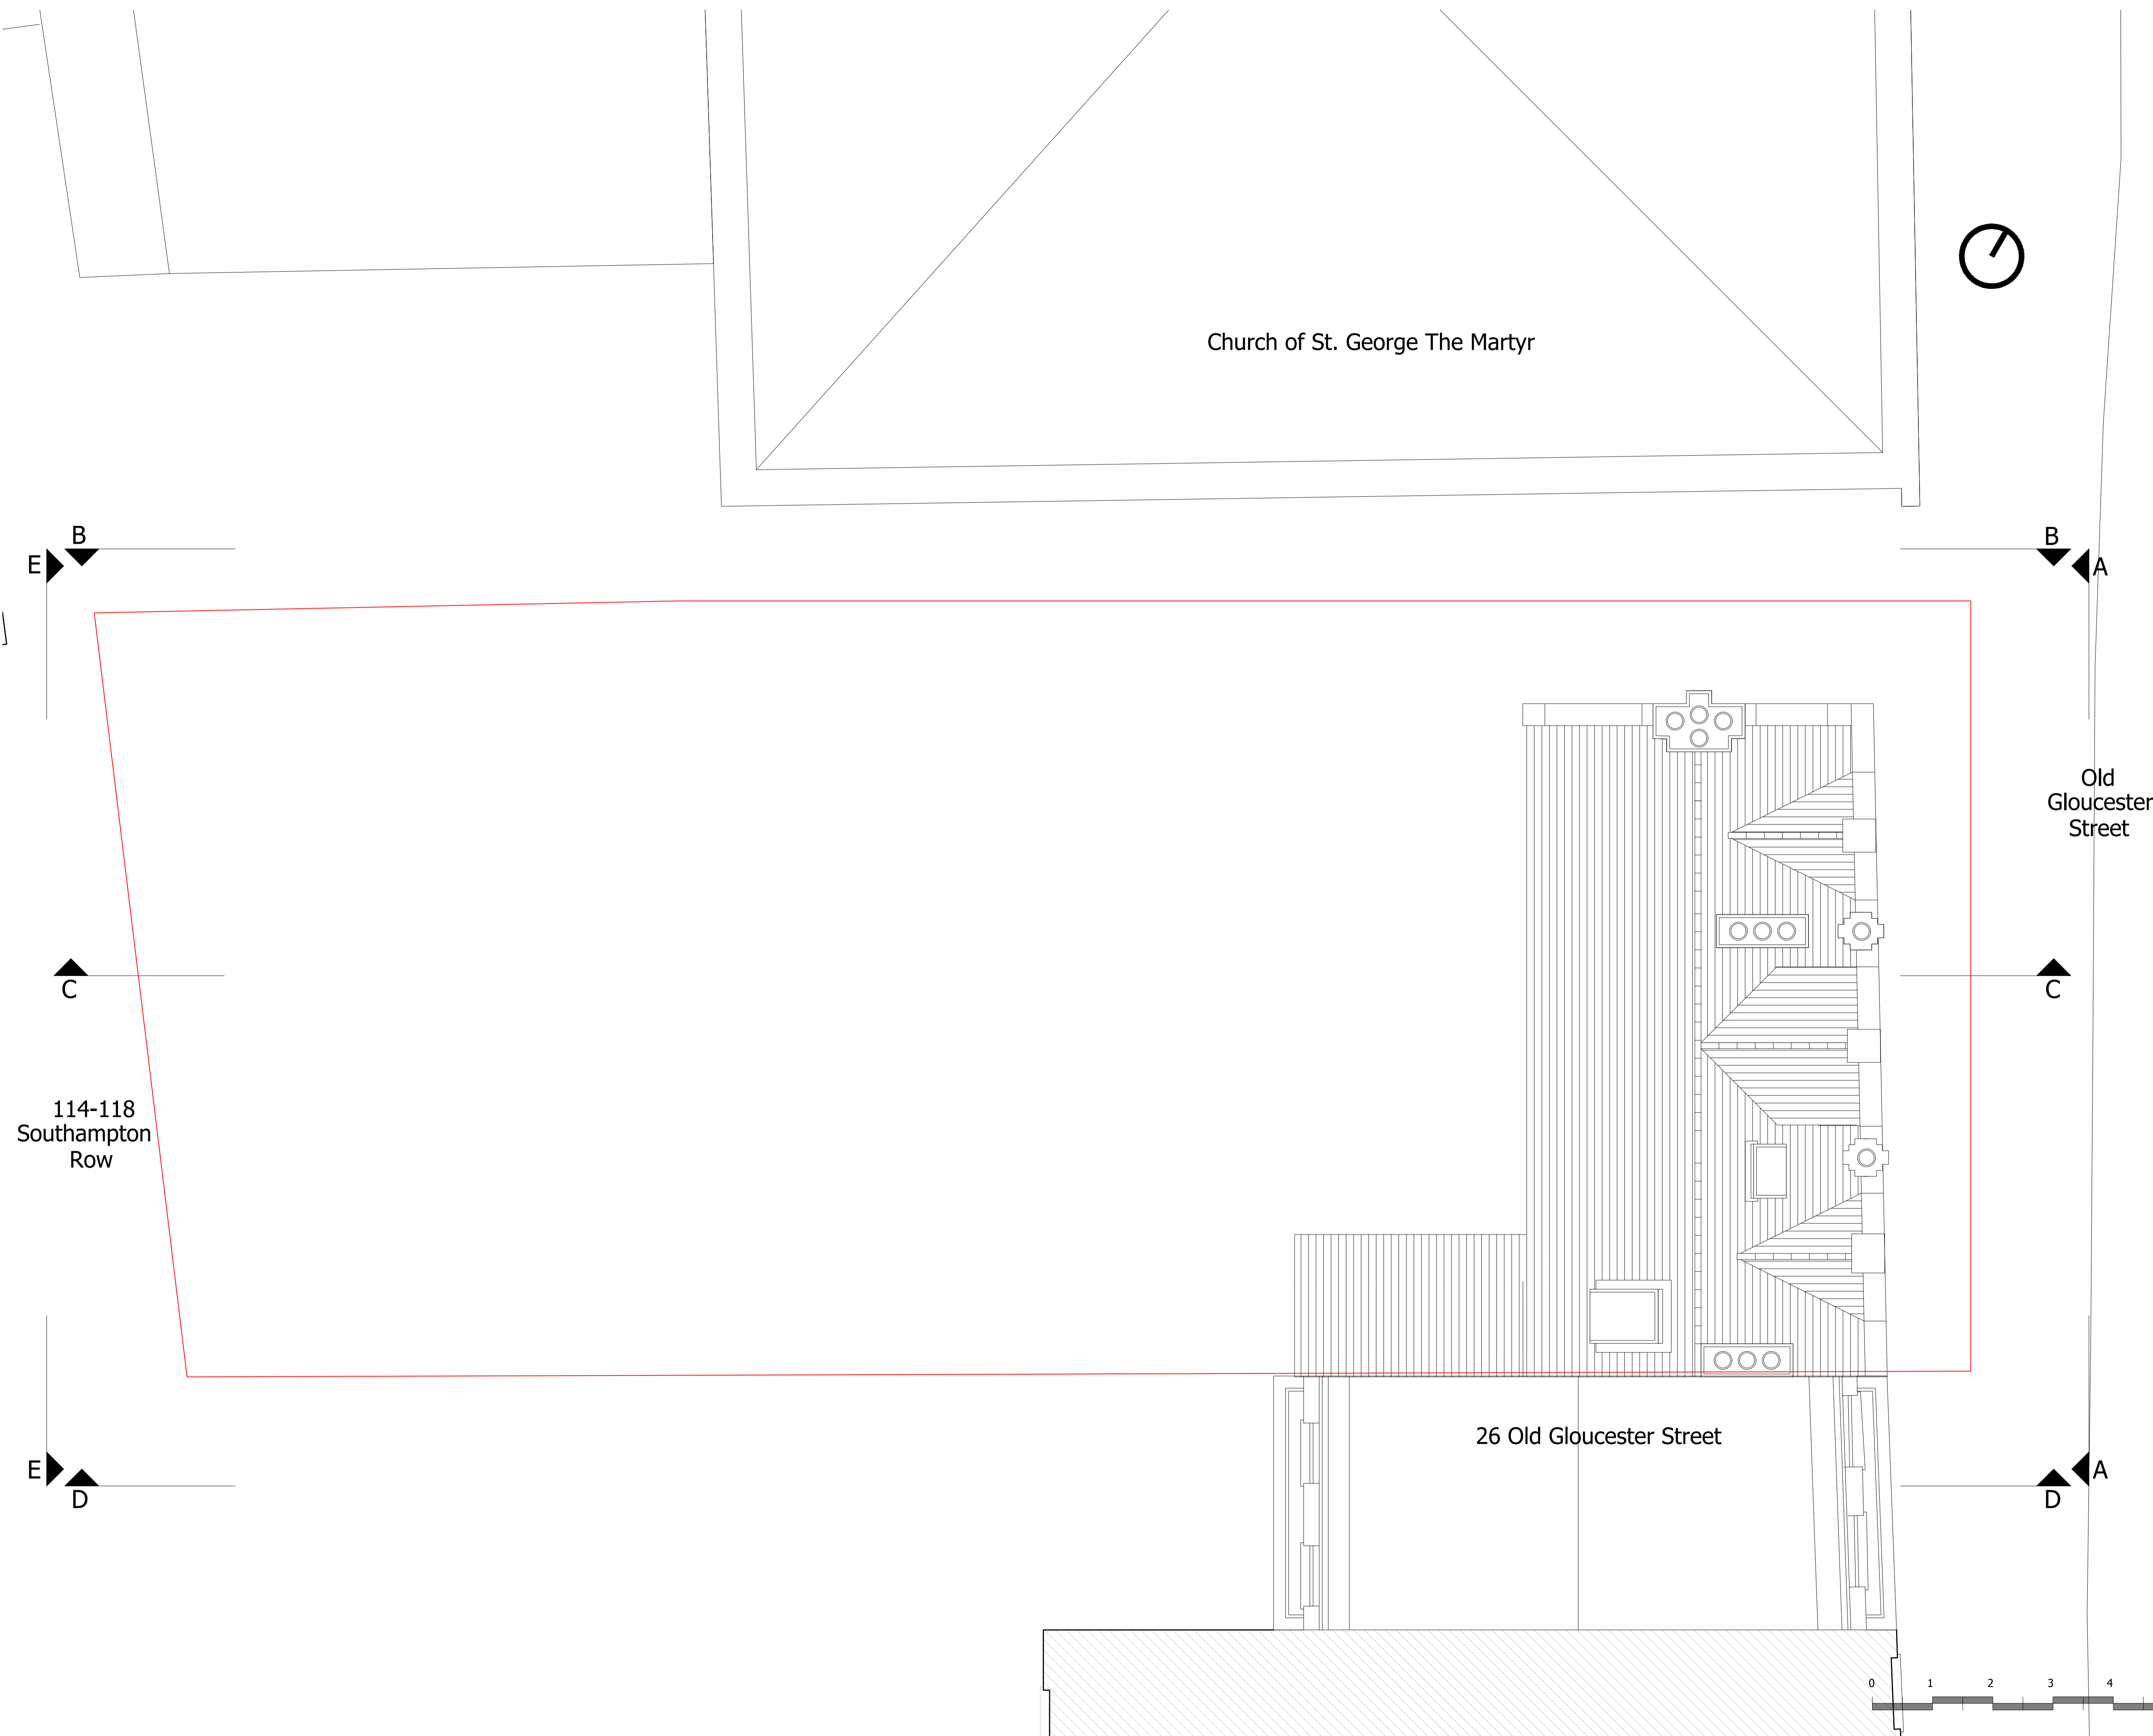 Church of St. George The Martyr
B
B
E
A
Old
Gloucester
Street
C
C
114-118
Southampton
Row
26 Old Gloucester Street
E
A
D
D
0 1 2 3 4